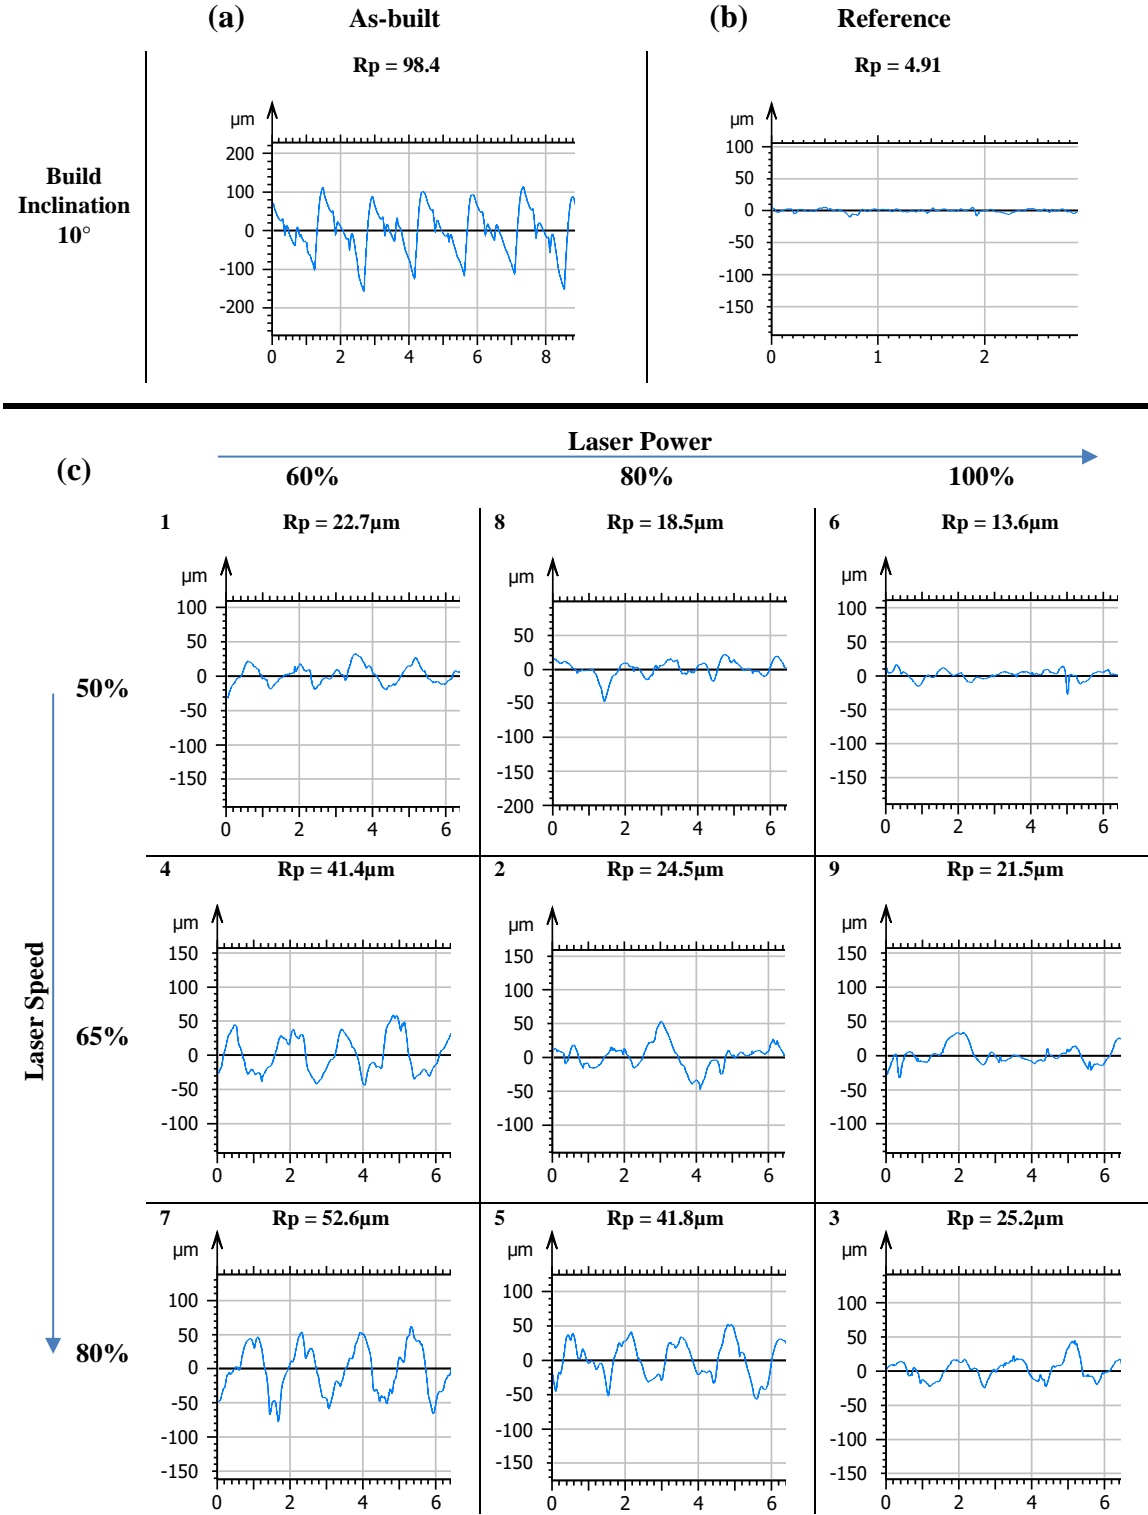 (a) As-built
(b) Reference
Rp = 98.4
Rp = 4.91
Build
Inclination
10°
µm
200
100
0
-100
-200
0 2 4 6 8
µm
100
50
0
-50
-100
-150
0 1 2
(c)
Laser Power
60% 80% 100%
Laser Speed
50%
1 Rp = 22.7µm
µm
100
50
0
-50
-100
-150
0 2 4 6
8 Rp = 18.5µm
µm
50
0
-50
-100
-150
-200
0 2 4 6
6 Rp = 13.6µm
µm
100
50
0
-50
-100
-150
0 2 4 6
65%
4 Rp = 41.4µm
µm
150
100
50
0
-50
-100
0 2 4 6
2 Rp = 24.5µm
µm
150
100
50
0
-50
-100
0 2 4 6
9 Rp = 21.5µm
µm
150
100
50
0
-50
-100
0 2 4 6
80%
7 Rp = 52.6µm
µm
100
50
0
-50
-100
-150
0 2 4 6
5 Rp = 41.8µm
µm
100
50
0
-50
-100
-150
0 2 4 6
3 Rp = 25.2µm
µm
100
50
0
-50
-100
-150
0 2 4 6